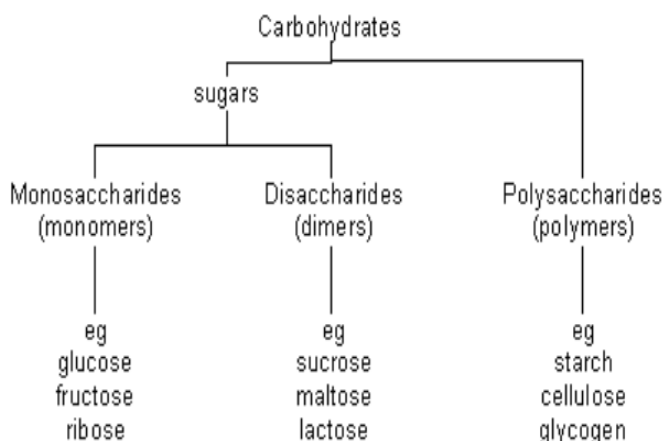 Carbohydrates
sugars
Monosaccharides
(monomers)
Disaccharides
(dimers)
Polysaccharides
(polymers)
eg
glucose
fructose
ribose
eg
sucrose
maltose
lactose
eg
starch
cellulose
glycogen